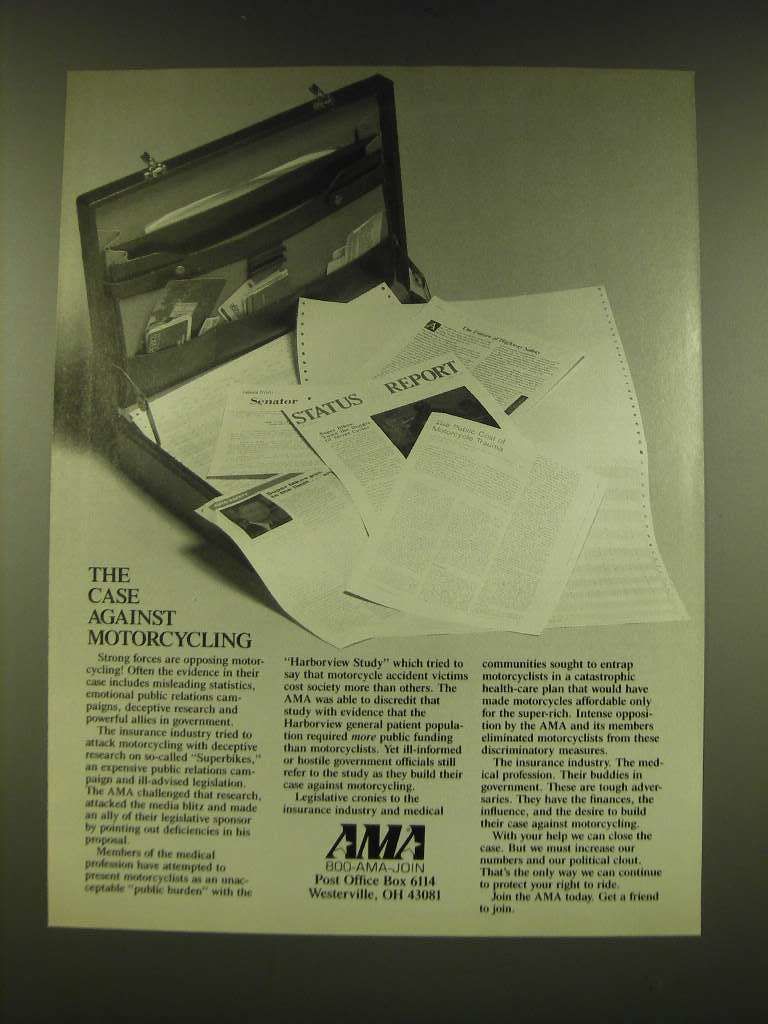 The Future of Highway Safety
STATUS REPORT
news from
Senator
The Public Cost of
Motorcycle Trauma
THE
CASE
AGAINST
MOTORCYCLING
Strong forces are opposing motor-
cycling! Often the evidence in their
case includes misleading statistics,
emotional public relations cam-
paigns, deceptive research and
powerful allies in government.
The insurance industry tried to
attack motorcycling with deceptive
research on so-called "Superbikes,"
an expensive public relations cam-
paign and ill-advised legislation.
The AMA challenged that research,
attacked the media blitz and made
an ally of their legislative sponsor
by pointing out deficiencies in his
proposal.
Members of the medical
profession have attempted to
present motorcyclists as an unac-
ceptable "public burden" with the
"Harborview Study" which tried to
say that motorcycle accident victims
cost society more than others. The
AMA was able to discredit that
study with evidence that the
Harborview general patient popula-
tion required more public funding
than motorcyclists. Yet ill-informed
or hostile government officials still
refer to the study as they build their
case against motorcycling.
Legislative cronies to the
insurance industry and medical
communities sought to entrap
motorcyclists in a catastrophic
health-care plan that would have
made motorcycles affordable only
for the super-rich. Intense opposi-
tion by the AMA and its members
eliminated motorcyclists from these
discriminatory measures.
The insurance industry. The med-
ical profession. Their buddies in
government. These are tough adver-
saries. They have the finances, the
influence, and the desire to build
their case against motorcycling.
With your help we can close the
case. But we must increase our
numbers and our political clout.
That's the only way we can continue
to protect your right to ride.
Join the AMA today. Get a friend
to join.
AMA
800-AMA-JOIN
Post Office Box 6114
Westerville, OH 43081